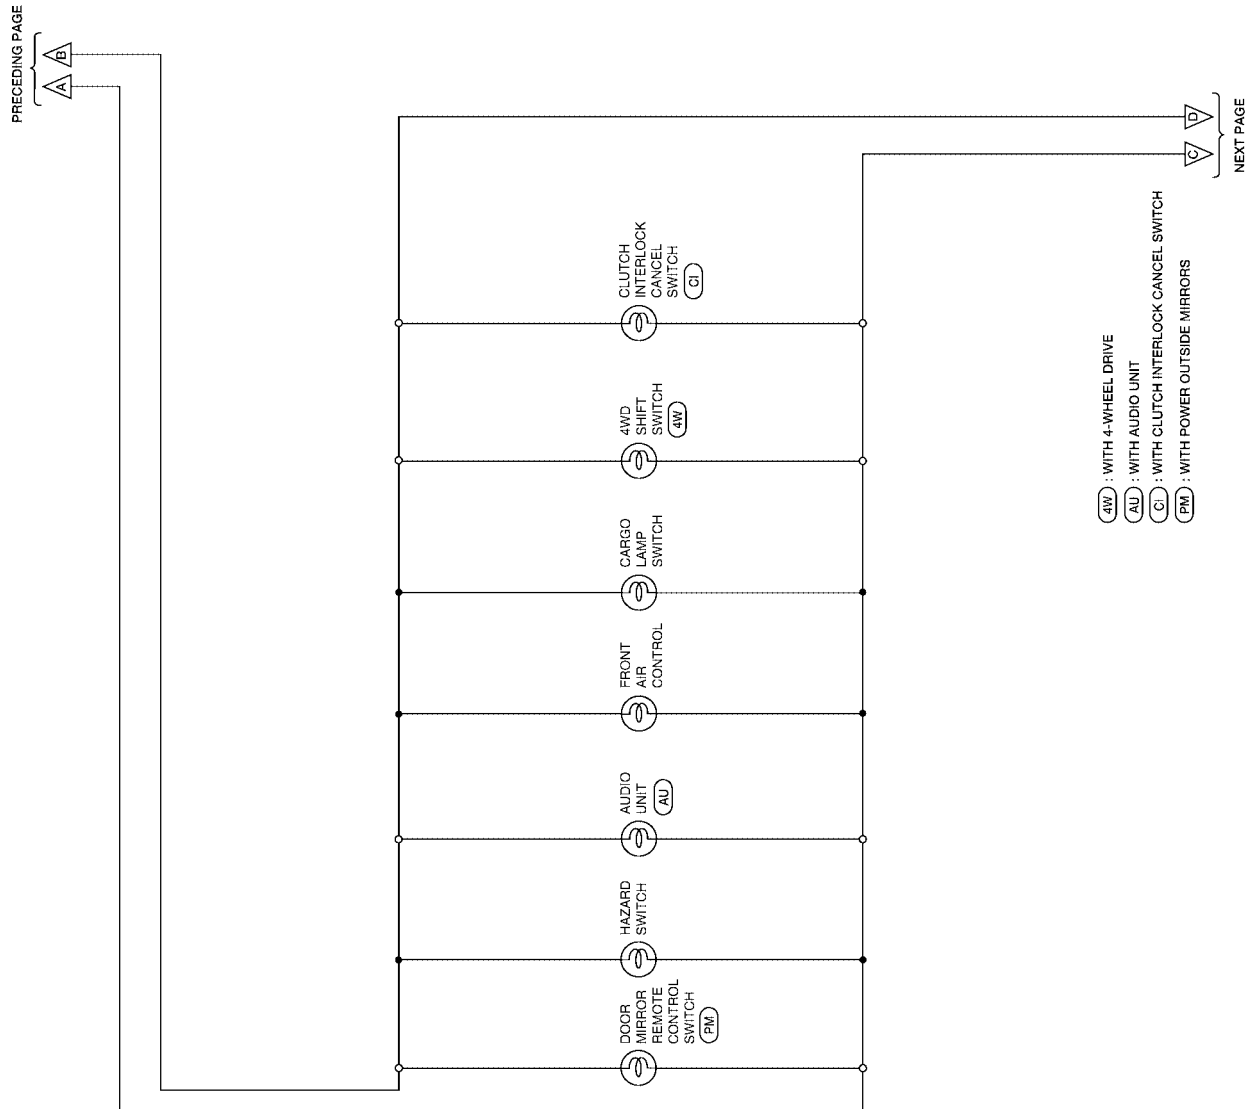 PRECEDING PAGE
A
B
DOOR
MIRROR
REMOTE
CONTROL
SWITCH
PM
HAZARD
SWITCH
AUDIO
UNIT
AU
FRONT
AIR
CONTROL
CARGO
LAMP
SWITCH
4WD
SHIFT
SWITCH
4W
CLUTCH
INTERLOCK
CANCEL
SWITCH
CI
4W : WITH 4-WHEEL DRIVE
AU : WITH AUDIO UNIT
CI : WITH CLUTCH INTERLOCK CANCEL SWITCH
PM : WITH POWER OUTSIDE MIRRORS
D
C
NEXT PAGE